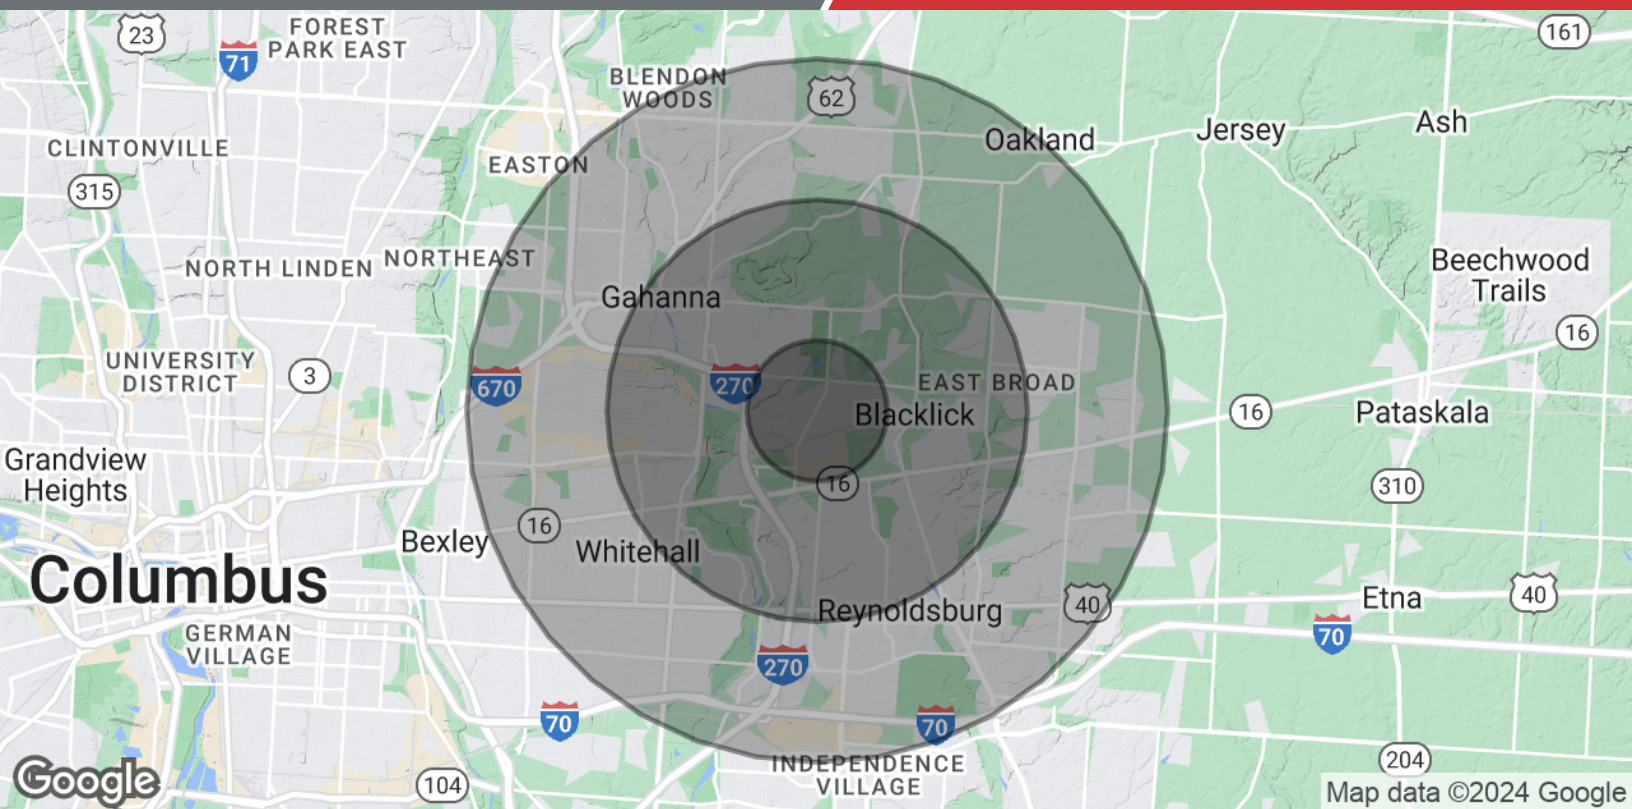 23
FOREST
PARK EAST
161
71
BLENDON
WOODS
62
Oakland
Jersey
Ash
CLINTONVILLE
EASTON
315
NORTH LINDEN
NORTHEAST
Beechwood
Trails
Gahanna
16
UNIVERSITY
DISTRICT
3
670
270
EAST BROAD
Blacklick
16
Pataskala
Grandview
Heights
16
310
16
Bexley
Whitehall
Columbus
Reynoldsburg
40
Etna
40
GERMAN
VILLAGE
70
270
70
70
INDEPENDENCE
VILLAGE
204
Google
104
Map data ©2024 Google